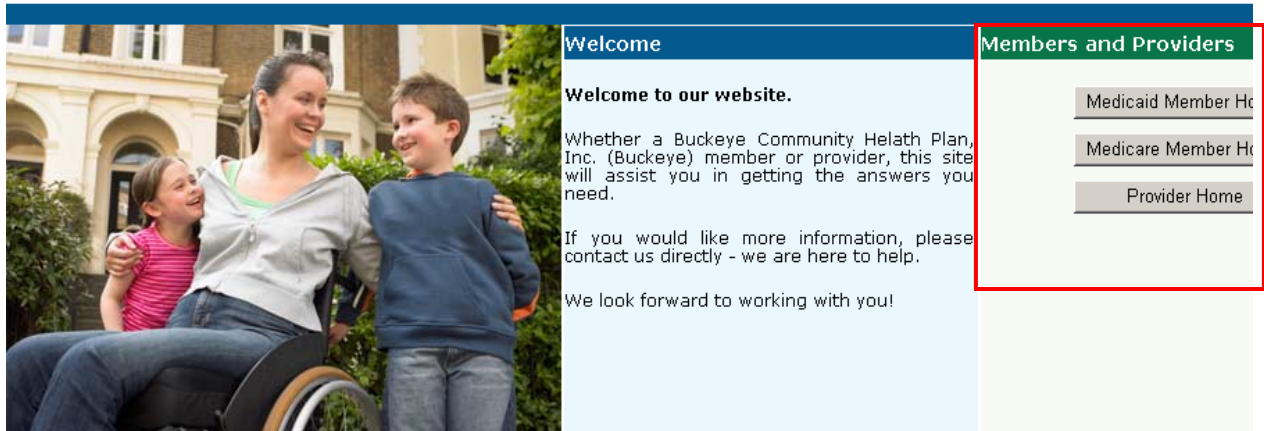 Welcome
Welcome to our website.
Whether a Buckeye Community Helath Plan,
Inc. (Buckeye) member or provider, this site
will assist you in getting the answers you
need.
If you would like more information, please
contact us directly - we are here to help.
We look forward to working with you!
Members and Providers
Medicaid Member Ho
Medicare Member Ho
Provider Home